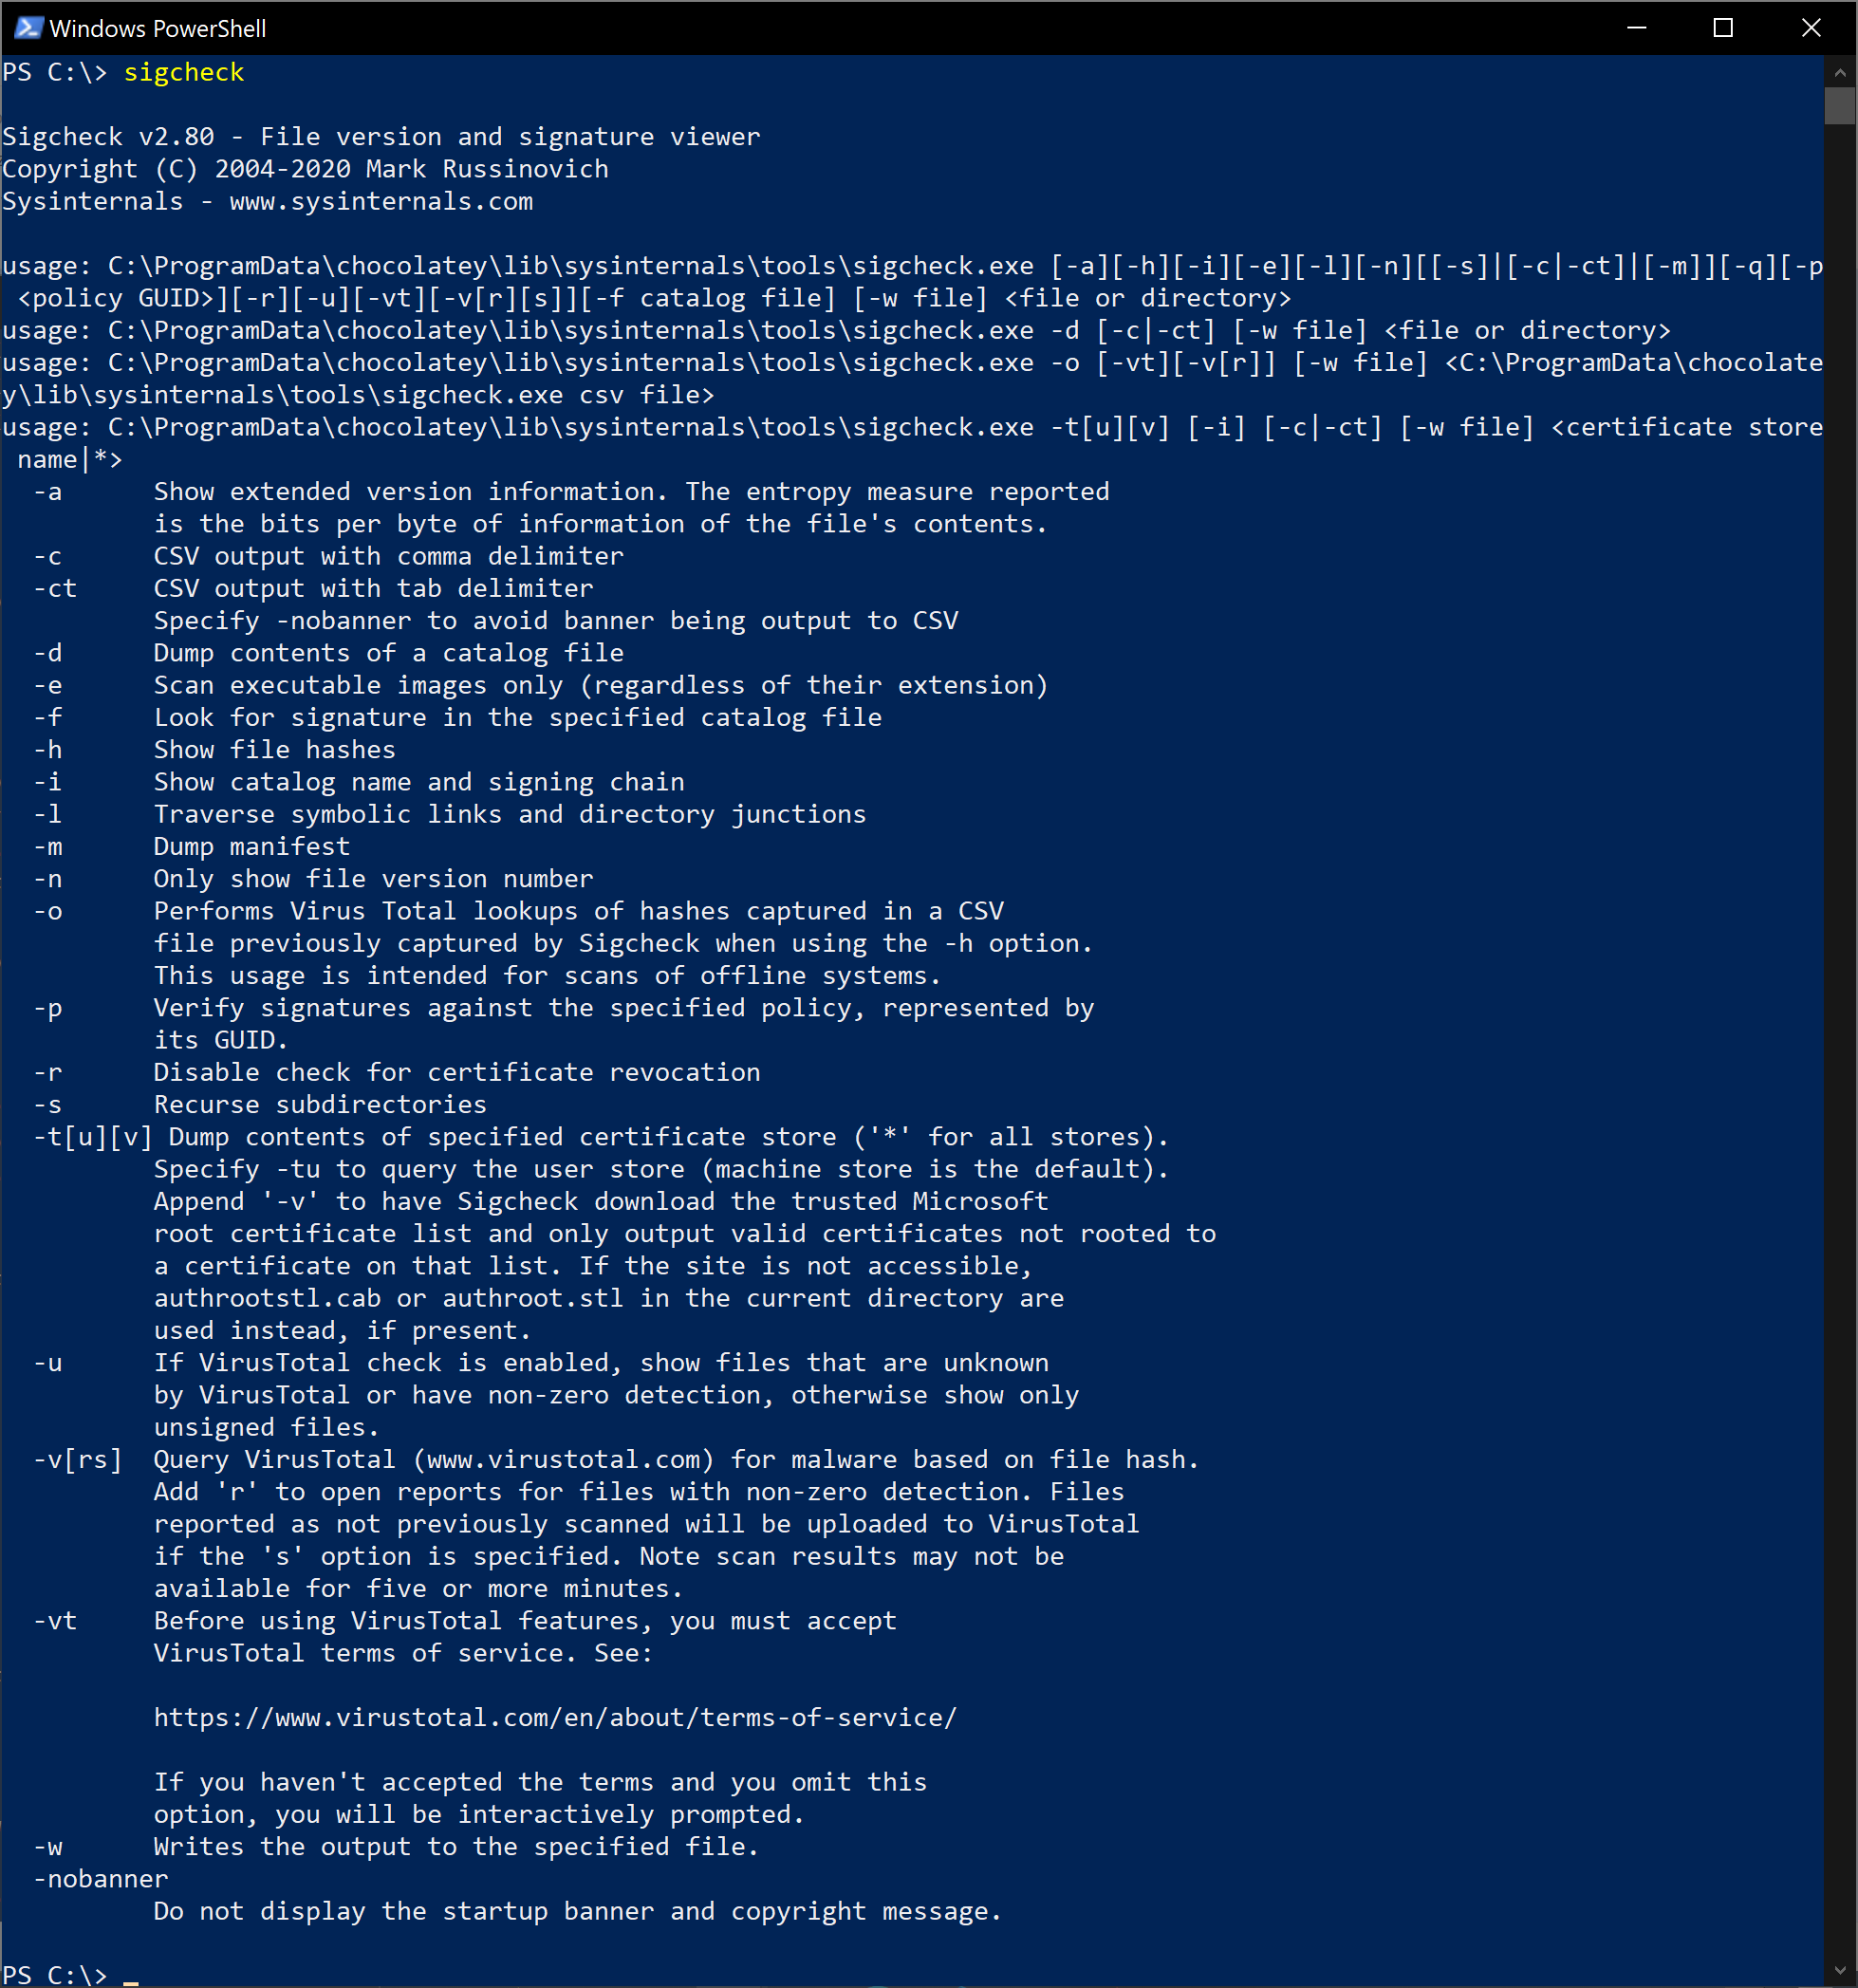 Windows PowerShell
PS C:\> sigcheck
Sigcheck v2.80 - File version and signature viewer
Copyright (C) 2004-2020 Mark Russinovich
Sysinternals - www.sysinternals.com
usage: C:\ProgramData\chocolatey\lib\sysinternals\tools\sigcheck.exe [-a][-h][-i][-e][-l][-n][[-s]|[-c|-ct]|[-m]][-q][-p
 <policy GUID>][-r][-u][-vt][-v[r][s]][-f catalog file] [-w file] <file or directory>
usage: C:\ProgramData\chocolatey\lib\sysinternals\tools\sigcheck.exe -d [-c|-ct] [-w file] <file or directory>
usage: C:\ProgramData\chocolatey\lib\sysinternals\tools\sigcheck.exe -o [-vt][-v[r]] [-w file] <C:\ProgramData\chocolate
y\lib\sysinternals\tools\sigcheck.exe csv file>
usage: C:\ProgramData\chocolatey\lib\sysinternals\tools\sigcheck.exe -t[u][v] [-i] [-c|-ct] [-w file] <certificate store
 name|*>
  -a      Show extended version information. The entropy measure reported
          is the bits per byte of information of the file's contents.
  -c      CSV output with comma delimiter
  -ct     CSV output with tab delimiter
          Specify -nobanner to avoid banner being output to CSV
  -d      Dump contents of a catalog file
  -e      Scan executable images only (regardless of their extension)
  -f      Look for signature in the specified catalog file
  -h      Show file hashes
  -i      Show catalog name and signing chain
  -l      Traverse symbolic links and directory junctions
  -m      Dump manifest
  -n      Only show file version number
  -o      Performs Virus Total lookups of hashes captured in a CSV
          file previously captured by Sigcheck when using the -h option.
          This usage is intended for scans of offline systems.
  -p      Verify signatures against the specified policy, represented by
          its GUID.
  -r      Disable check for certificate revocation
  -s      Recurse subdirectories
  -t[u][v] Dump contents of specified certificate store ('*' for all stores).
          Specify -tu to query the user store (machine store is the default).
          Append '-v' to have Sigcheck download the trusted Microsoft
          root certificate list and only output valid certificates not rooted to
          a certificate on that list. If the site is not accessible,
          authrootstl.cab or authroot.stl in the current directory are
          used instead, if present.
  -u      If VirusTotal check is enabled, show files that are unknown
          by VirusTotal or have non-zero detection, otherwise show only
          unsigned files.
  -v[rs]  Query VirusTotal (www.virustotal.com) for malware based on file hash.
          Add 'r' to open reports for files with non-zero detection. Files
          reported as not previously scanned will be uploaded to VirusTotal
          if the 's' option is specified. Note scan results may not be
          available for five or more minutes.
  -vt     Before using VirusTotal features, you must accept
          VirusTotal terms of service. See:
          https://www.virustotal.com/en/about/terms-of-service/
          If you haven't accepted the terms and you omit this
          option, you will be interactively prompted.
  -w      Writes the output to the specified file.
  -nobanner
          Do not display the startup banner and copyright message.
PS C:\> _